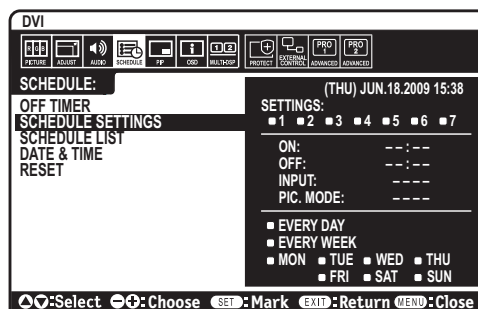 DVI
RGB
PICTURE ADJUST AUDIO SCHEDULE PIP OSD MULTI-DSP PROTECT EXTERNAL CONTROL PRO 1 ADVANCED PRO 2 ADVANCED
SCHEDULE:
OFF TIMER
SCHEDULE SETTINGS
SCHEDULE LIST
DATE & TIME
RESET
(THU) JUN.18.2009 15:38
SETTINGS:
1 2 3 4 5 6 7
ON: --:--
OFF: --:--
INPUT: ----
PIC. MODE: ----
EVERY DAY
EVERY WEEK
MON TUE WED THU
FRI SAT SUN
:Select :Choose SET:Mark EXIT:Return MENU:Close